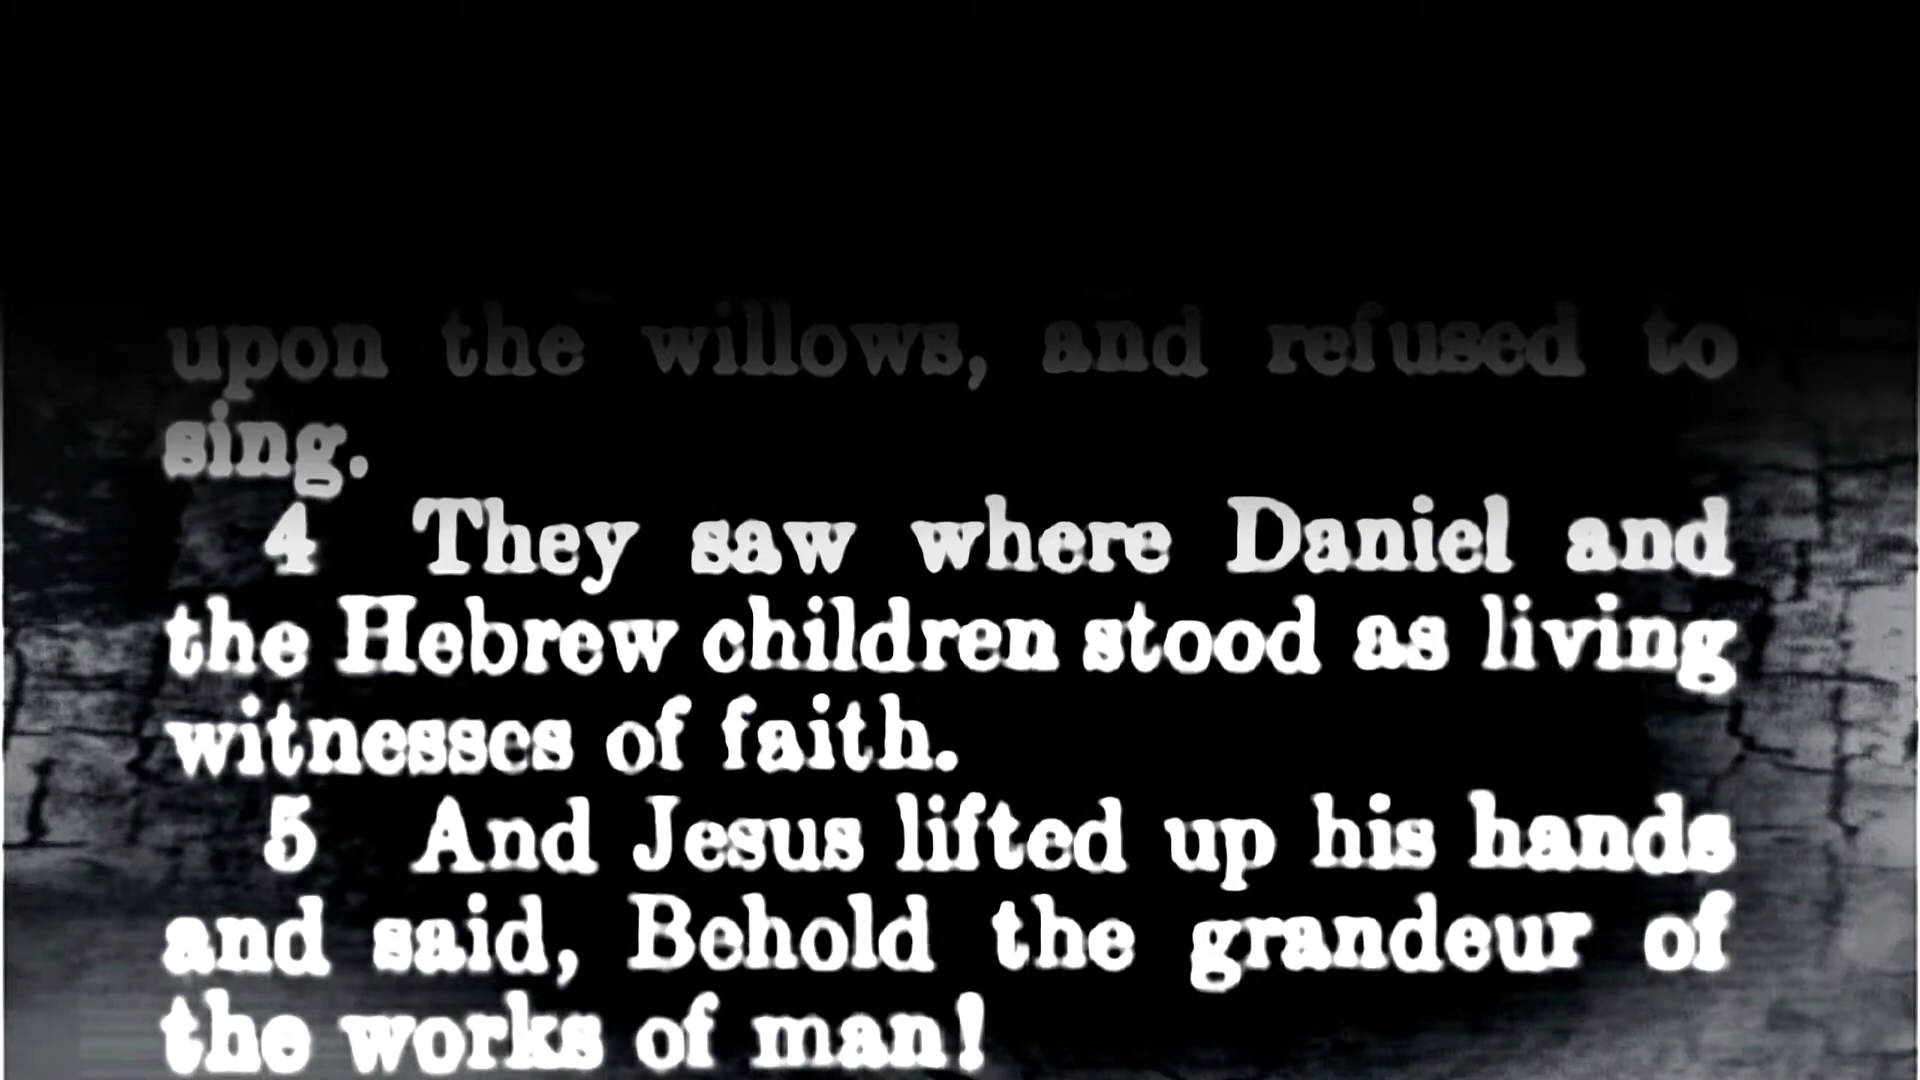 upon the willows, and refused to
sing.
4 They saw where Daniel and
the Hebrew children stood as living
witnesses of faith.
5 And Jesus lifted up his hands
and said, Behold the grandeur of
the works of man!